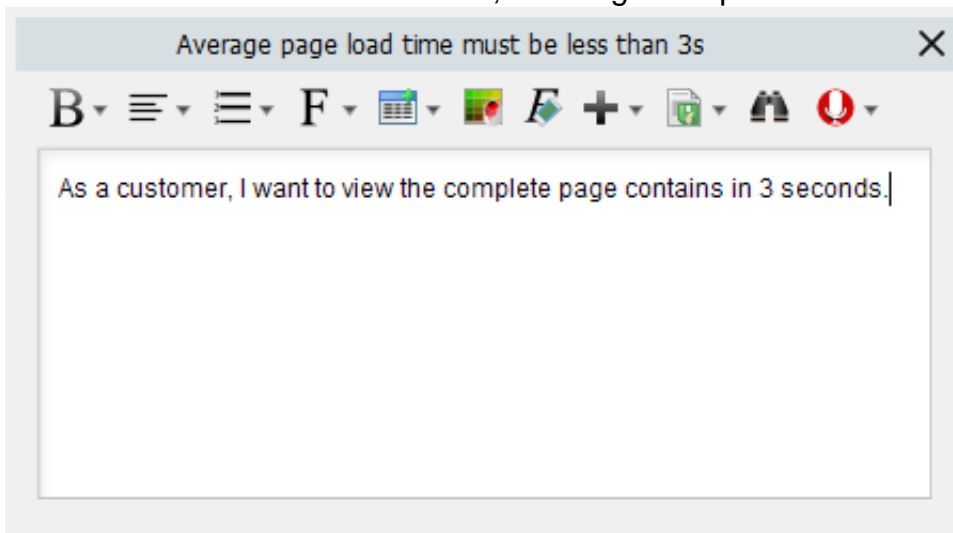 Average page load time must be less than 3s
B F F
As a customer, I want to view the complete page contains in 3 seconds.